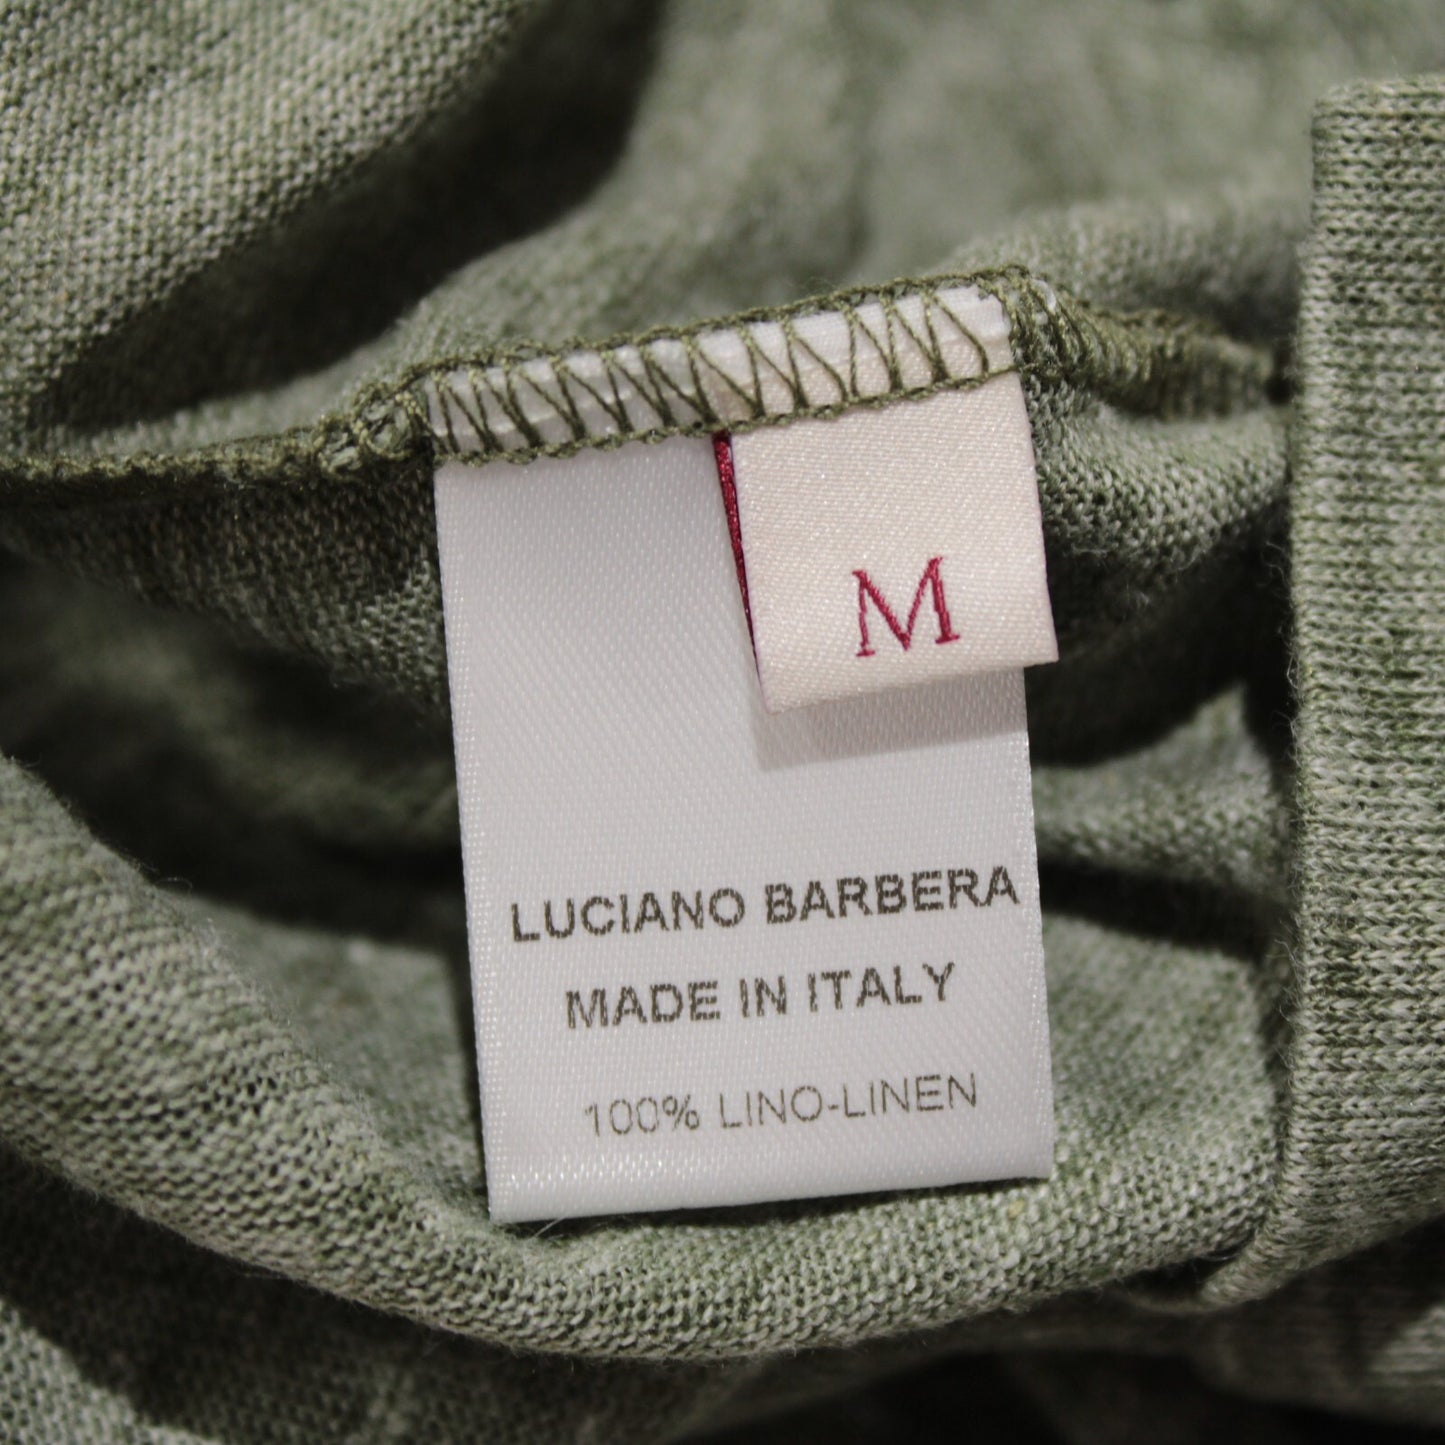 M
LUCIANO BARBERA
MADE IN ITALY
100% LINO-LINEN